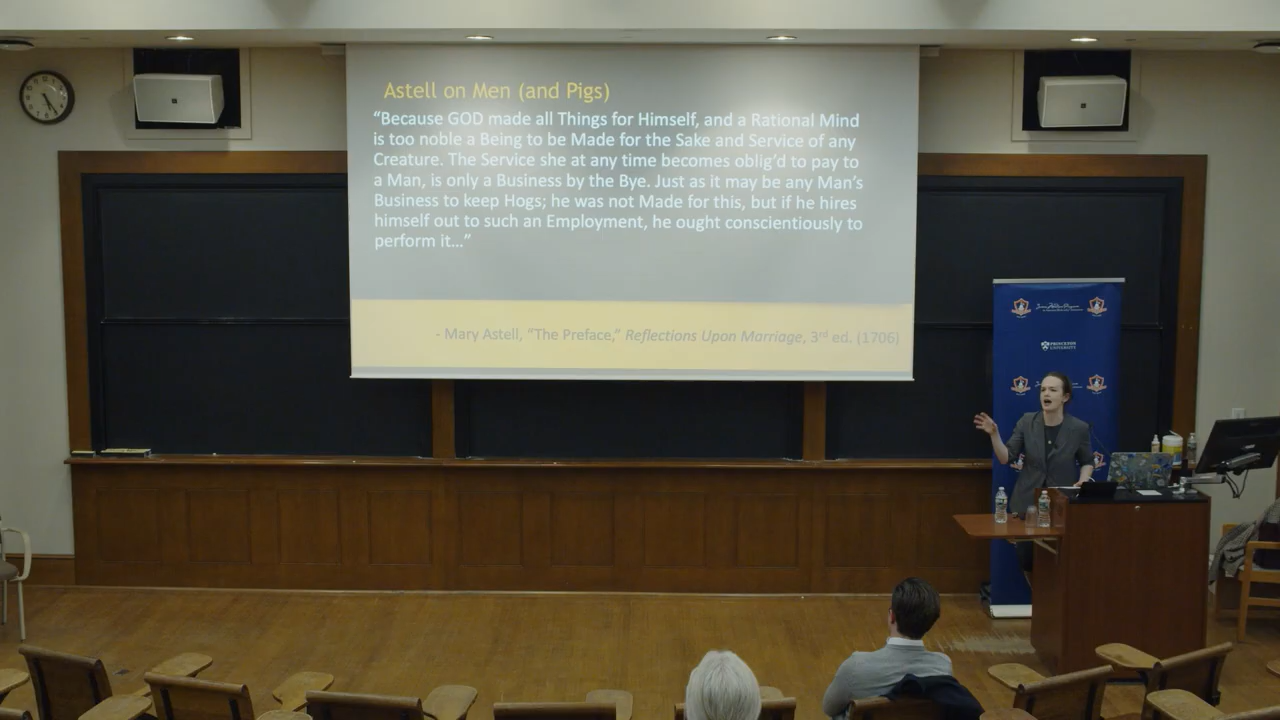 Astell on Men (and Pigs)
“Because GOD made all Things for Himself, and a Rational Mind
is too noble a Being to be Made for the Sake and Service of any
Creature. The Service she at any time becomes oblig’d to pay to
a Man, is only a Business by the Bye. Just as it may be any Man’s
Business to keep Hogs; he was not Made for this, but if he hires
himself out to such an Employment, he ought conscientiously to
perform it…”
- Mary Astell, “The Preface,” Reflections Upon Marriage, 3rd ed. (1706)
PRINCETON
UNIVERSITY